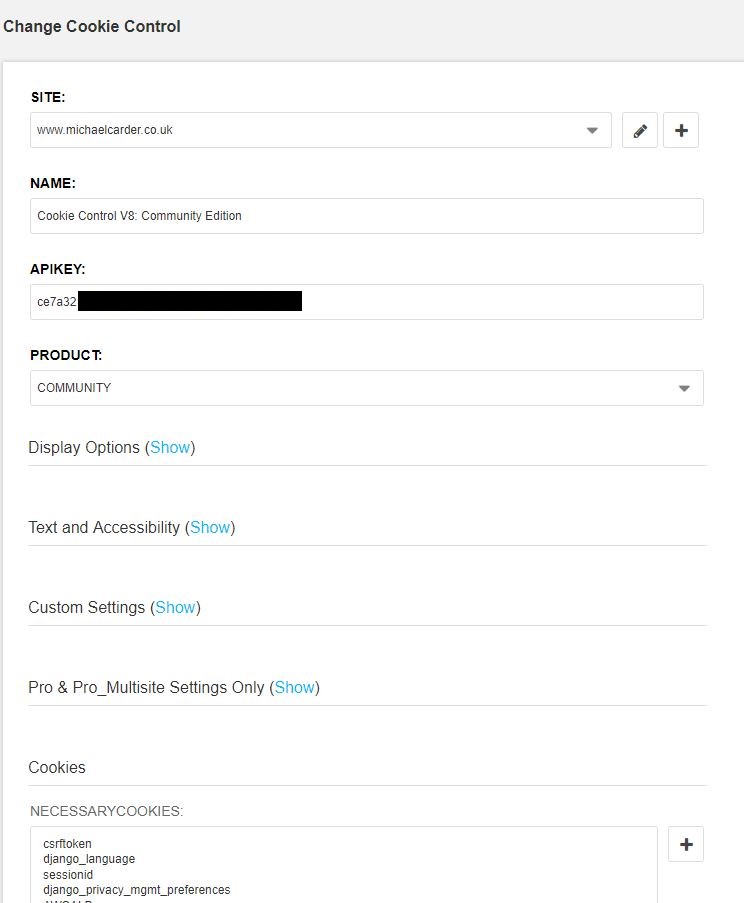 Change Cookie Control
SITE:
www.michaelcarder.co.uk
NAME:
Cookie Control V8: Community Edition
APIKEY:
ce7a32
PRODUCT:
COMMUNITY
Display Options (Show)
Text and Accessibility (Show)
Custom Settings (Show)
Pro & Pro_Multisite Settings Only (Show)
Cookies
NECESSARYCOOKIES:
csrftoken
django_language
sessionid
django_privacy_mgmt_preferences